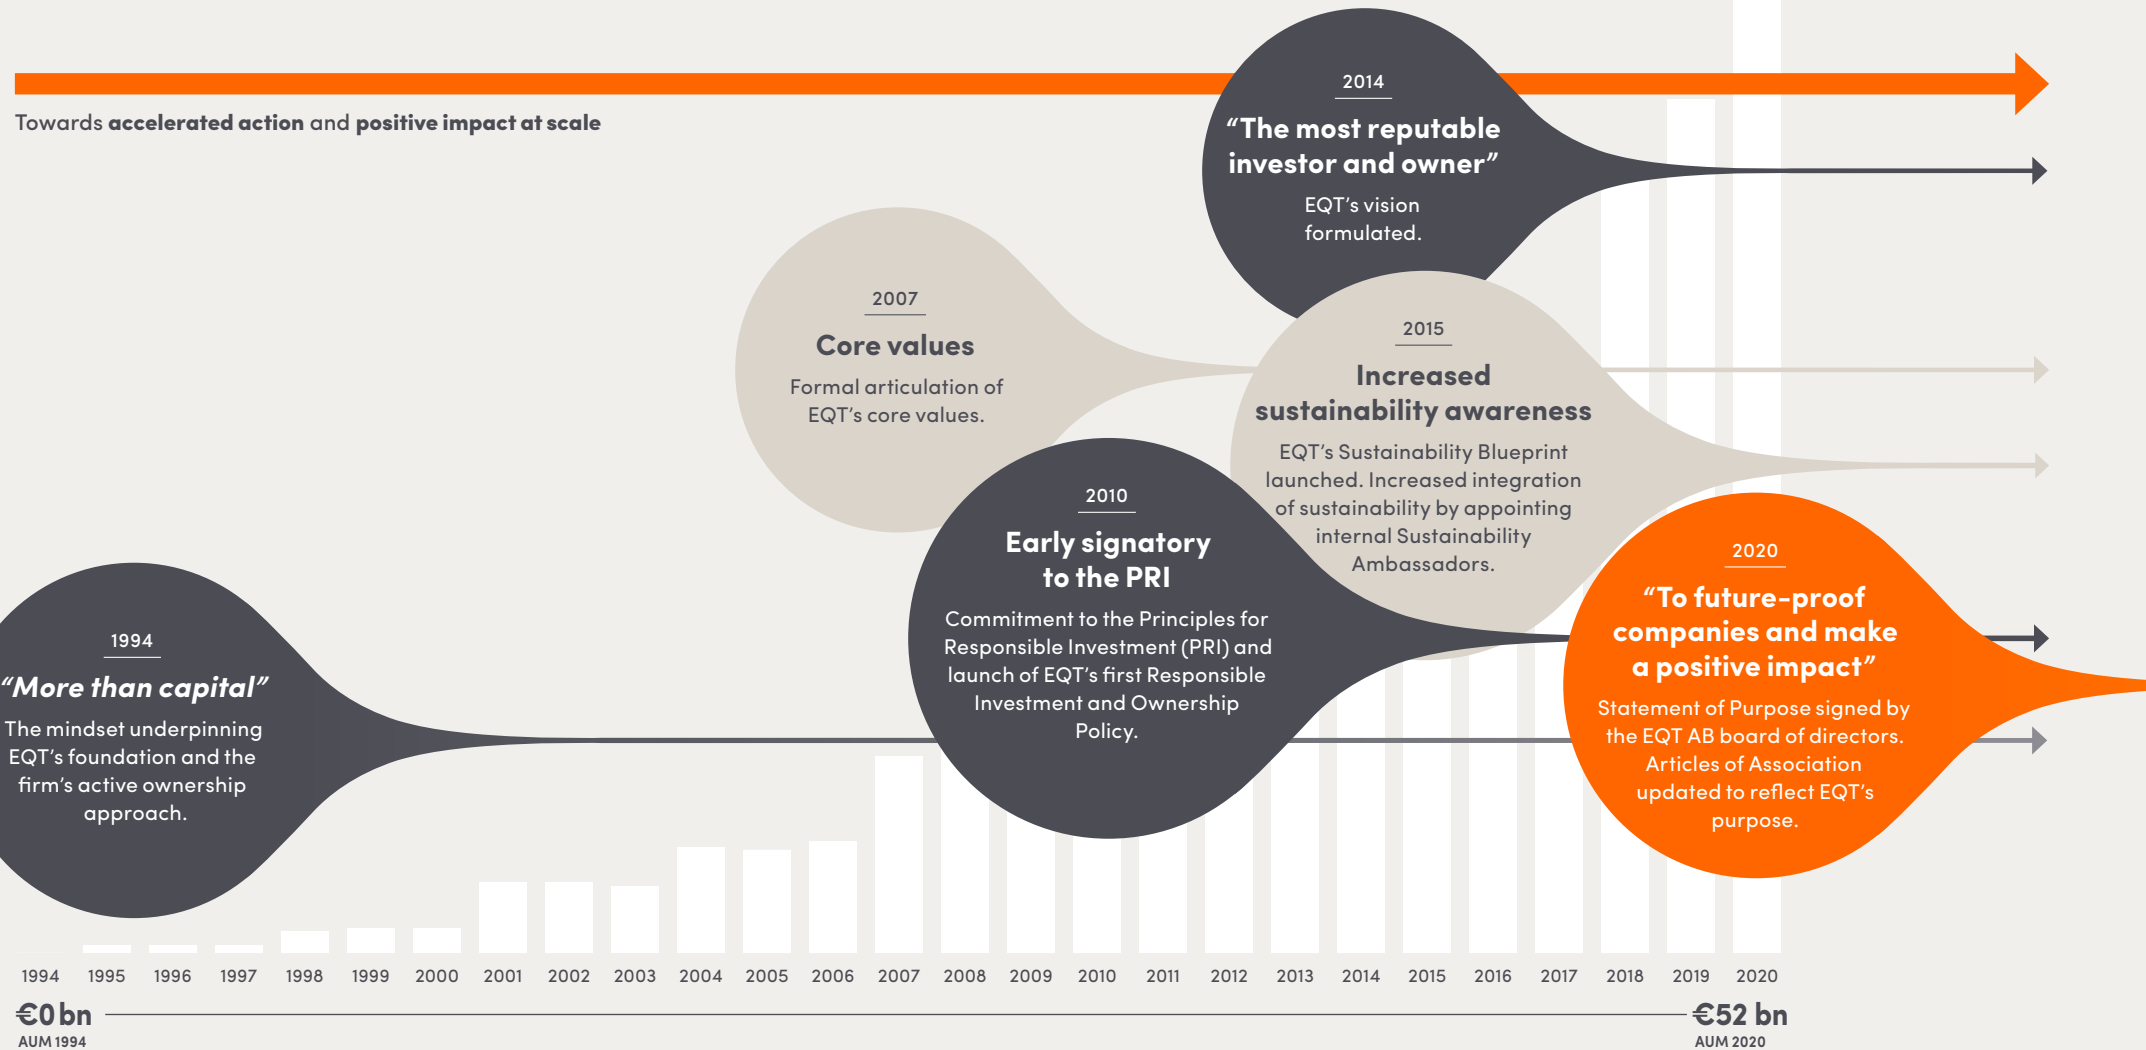 Towards accelerated action and positive impact at scale
2014
“The most reputable
investor and owner”
EQT’s vision
formulated.
2007
Core values
Formal articulation of
EQT’s core values.
2015
Increased
sustainability awareness
EQT’s Sustainability Blueprint
launched. Increased integration
of sustainability by appointing
internal Sustainability
Ambassadors.
2010
Early signatory
to the PRI
Commitment to the Principles for
Responsible Investment (PRI) and
launch of EQT’s first Responsible
Investment and Ownership
Policy.
2020
“To future-proof
companies and make
a positive impact”
Statement of Purpose signed by
the EQT AB board of directors.
Articles of Association
updated to reflect EQT’s
purpose.
1994
“More than capital”
The mindset underpinning
EQT’s foundation and the
firm’s active ownership
approach.
1994 1995 1996 1997 1998 1999 2000 2001 2002 2003 2004 2005 2006 2007 2008 2009 2010 2011 2012 2013 2014 2015 2016 2017 2018 2019 2020
€0 bn €52 bn
AUM 1994 AUM 2020